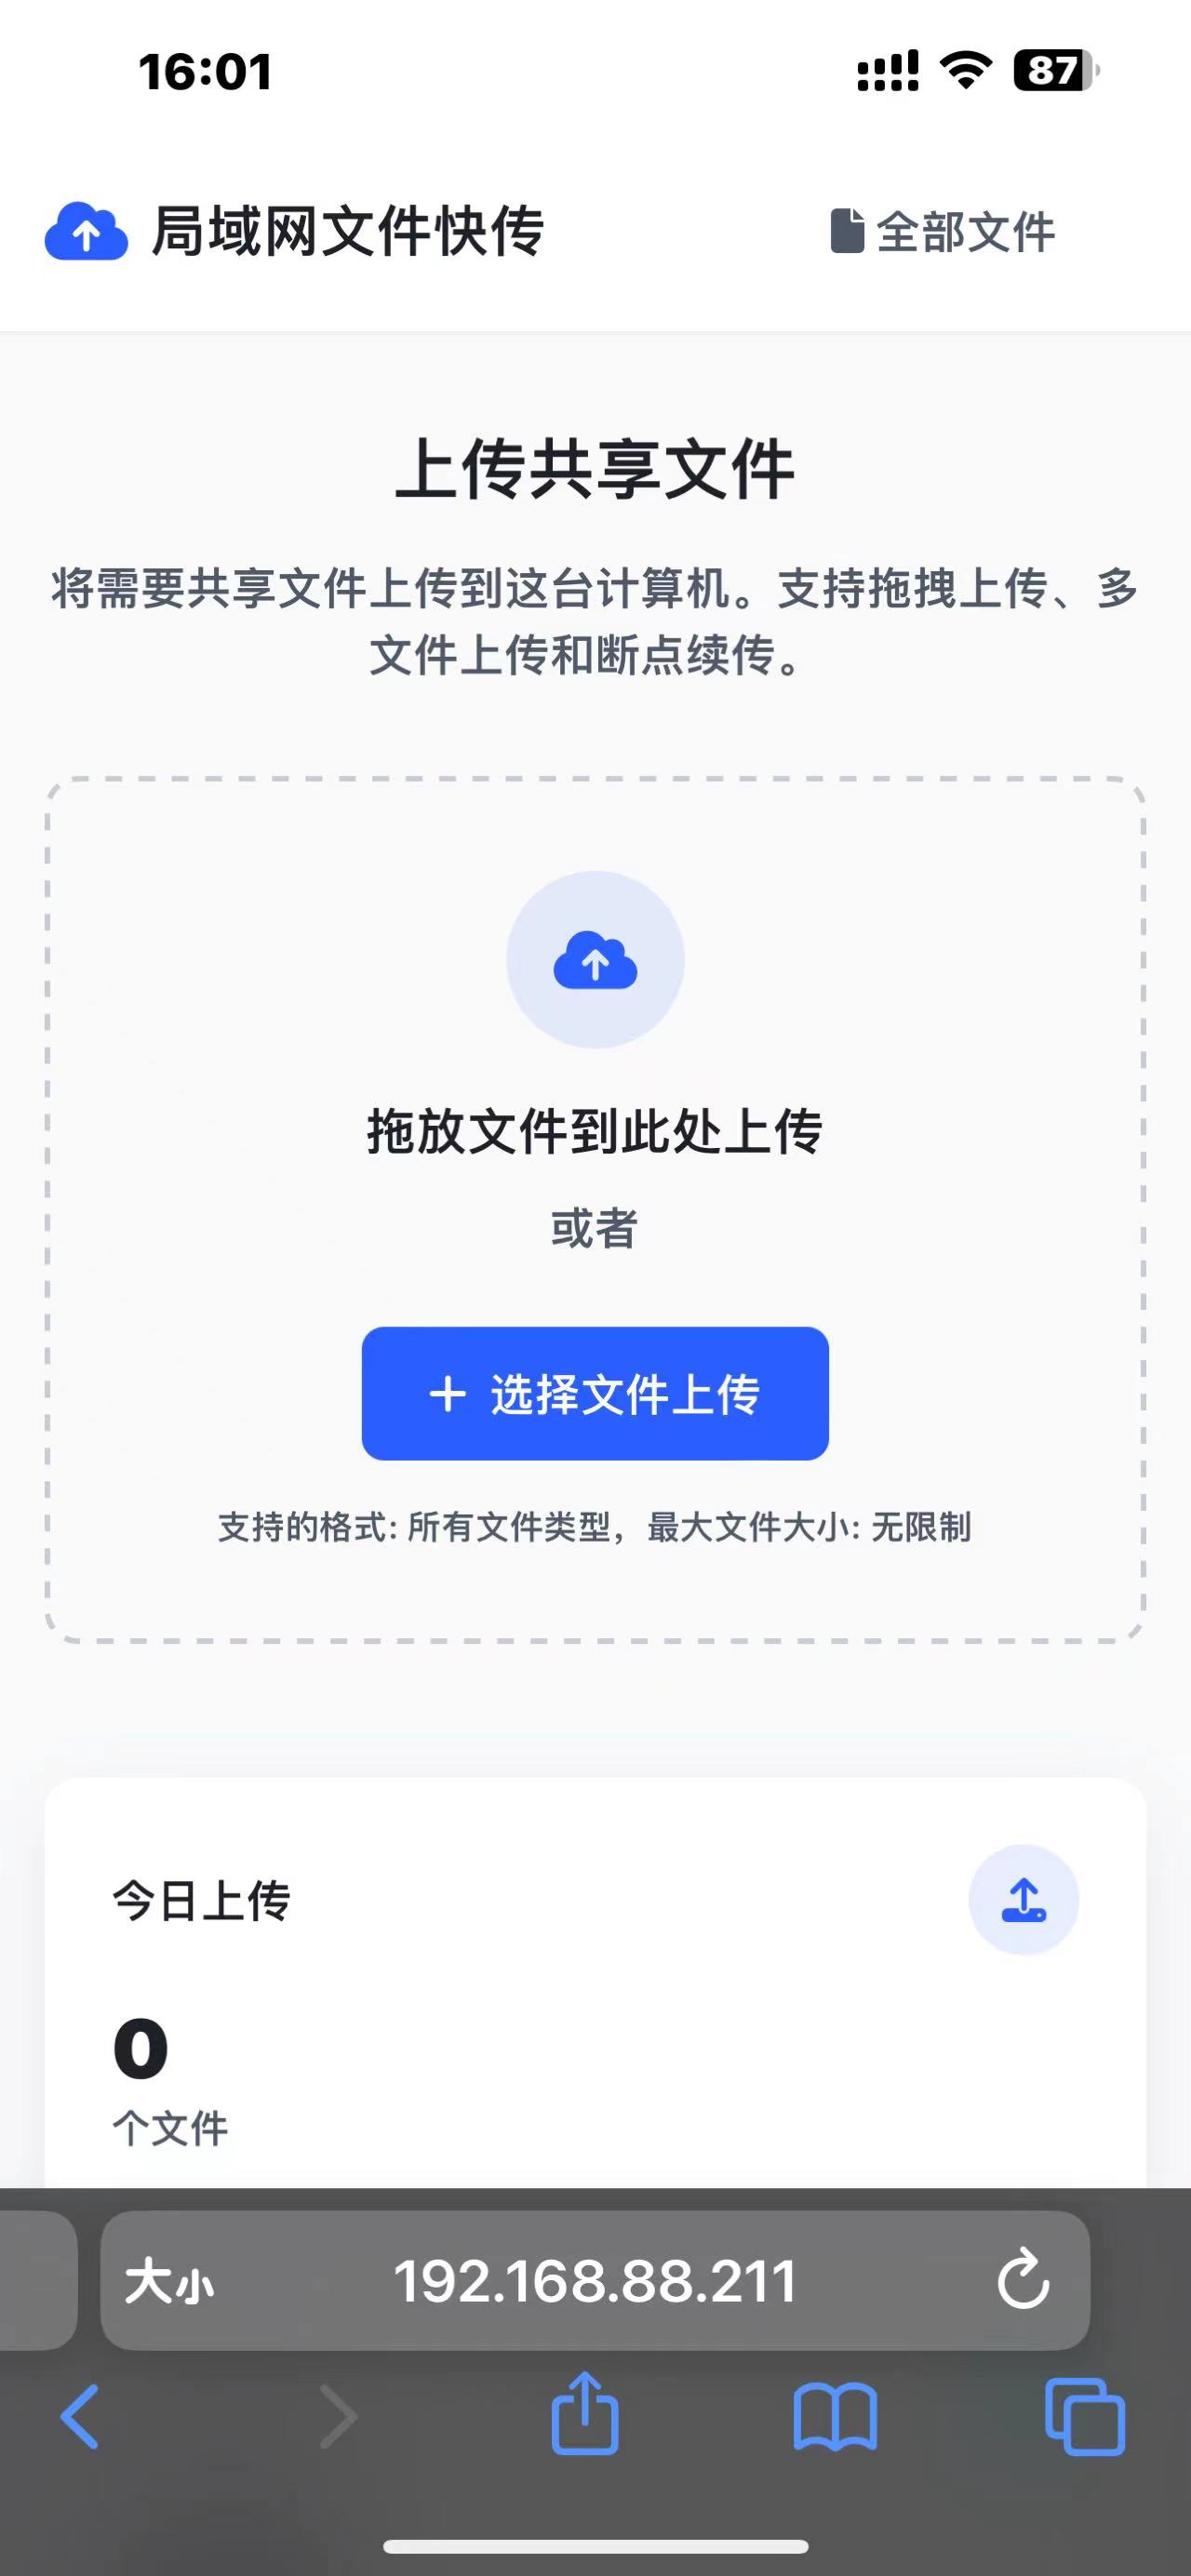 16:01
87
局域网文件快传
全部文件
上传共享文件
将需要共享文件上传到这台计算机。支持拖拽上传、多
文件上传和断点续传。
拖放文件到此处上传
或者
+ 选择文件上传
支持的格式: 所有文件类型，最大文件大小: 无限制
今日上传
0
个文件
大小
192.168.88.211